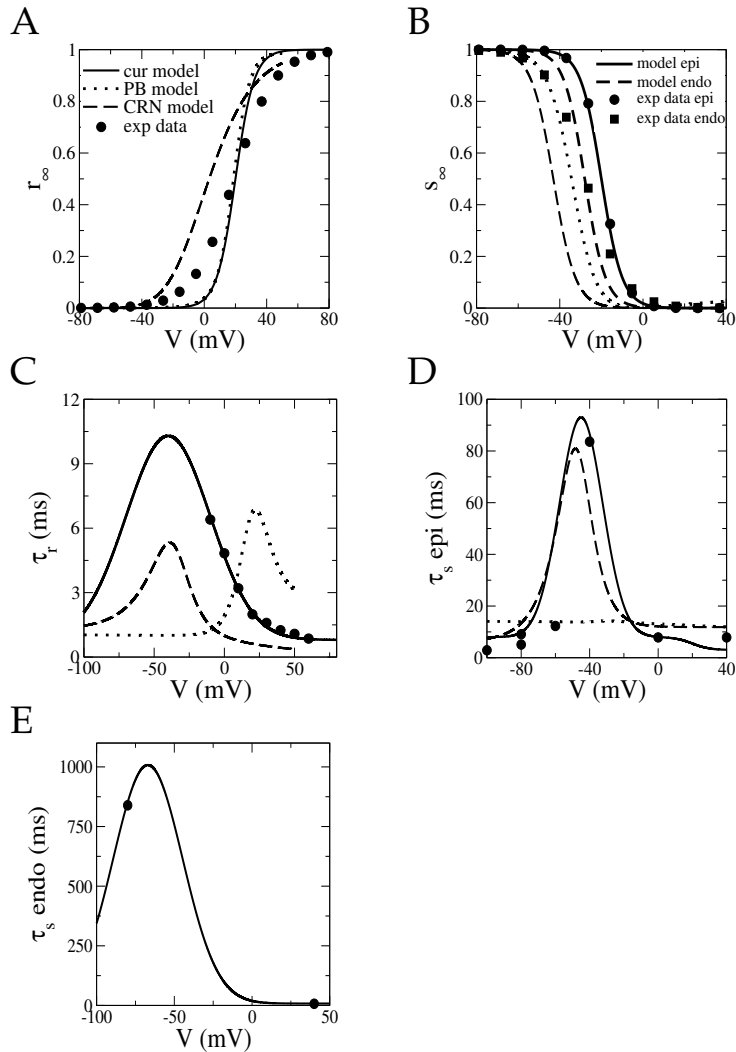 A
1
0.8
0.6
0.4
0.2
0
r∞
-80
-40
0
40
80
V (mV)
cur model
PB model
CRN model
exp data
B
1
0.8
0.6
0.4
0.2
0
s∞
-80
-60
-40
-20
0
20
40
V (mV)
model epi
model endo
exp data epi
exp data endo
C
12
9
6
3
0
τr (ms)
-100
-75
-50
-25
0
25
50
V (mV)
D
100
80
60
40
20
0
τs epi (ms)
-80
-40
0
40
V (mV)
E
1000
750
500
250
0
τs endo (ms)
-100
-50
0
50
V (mV)